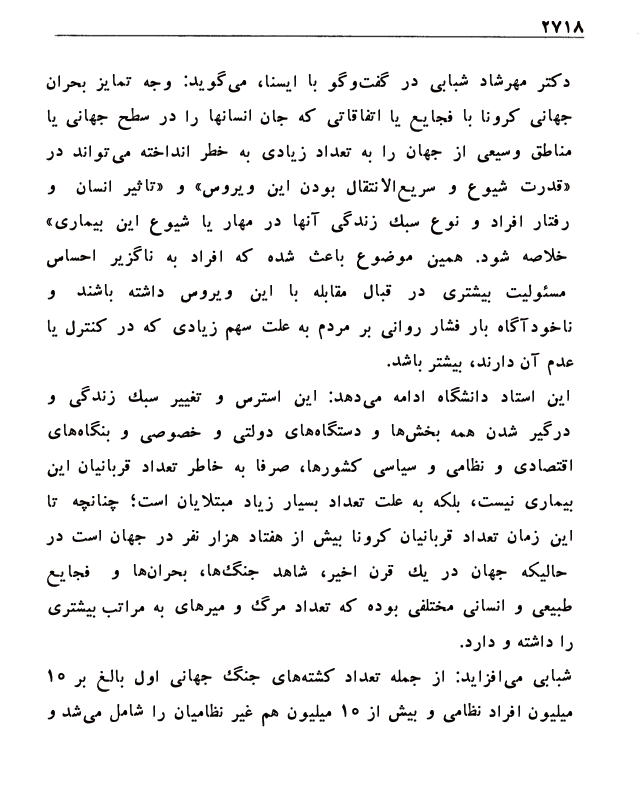 ۲۷۱۸
دکتر مهرشاد شبابی در گفت‌وگو با ایسنا، می‌گوید: وجه تمایز بحران
جهانی کرونا با فجایع یا اتفاقاتی که جان انسانها را در سطح جهانی یا
مناطق وسیعی از جهان را به تعداد زیادی به خطر انداخته می‌تواند در
«قدرت شیوع و سریع‌الانتقال بودن این ویروس» و «تاثیر انسان و
رفتار افراد و نوع سبك زندگی آنها در مهار یا شیوع این بیماری»
خلاصه شود. همین موضوع باعث شده که افراد به ناگزیر احساس
مسئولیت بیشتری در قبال مقابله با این ویروس داشته باشند و
ناخودآگاه بار فشار روانی بر مردم به علت سهم زیادی که در کنترل یا
عدم آن دارند، بیشتر باشد.
این استاد دانشگاه ادامه می‌دهد: این استرس و تغییر سبك زندگی و
درگیر شدن همه بخش‌ها و دستگاه‌های دولتی و خصوصی و بنگاه‌های
اقتصادی و نظامی و سیاسی کشورها، صرفا به خاطر تعداد قربانیان این
بیماری نیست، بلکه به علت تعداد بسیار زیاد مبتلایان است؛ چنانچه تا
این زمان تعداد قربانیان کرونا بیش از هفتاد هزار نفر در جهان است در
حالیکه جهان در یك قرن اخیر، شاهد جنگ‌ها، بحران‌ها و فجایع
طبیعی و انسانی مختلفی بوده که تعداد مرگ و میرهای به مراتب بیشتری
را داشته و دارد.
شبابی می‌افزاید: از جمله تعداد کشته‌های جنگ جهانی اول بالغ بر ۱۰
میلیون افراد نظامی و بیش از ۱۰ میلیون هم غیر نظامیان را شامل می‌شد و